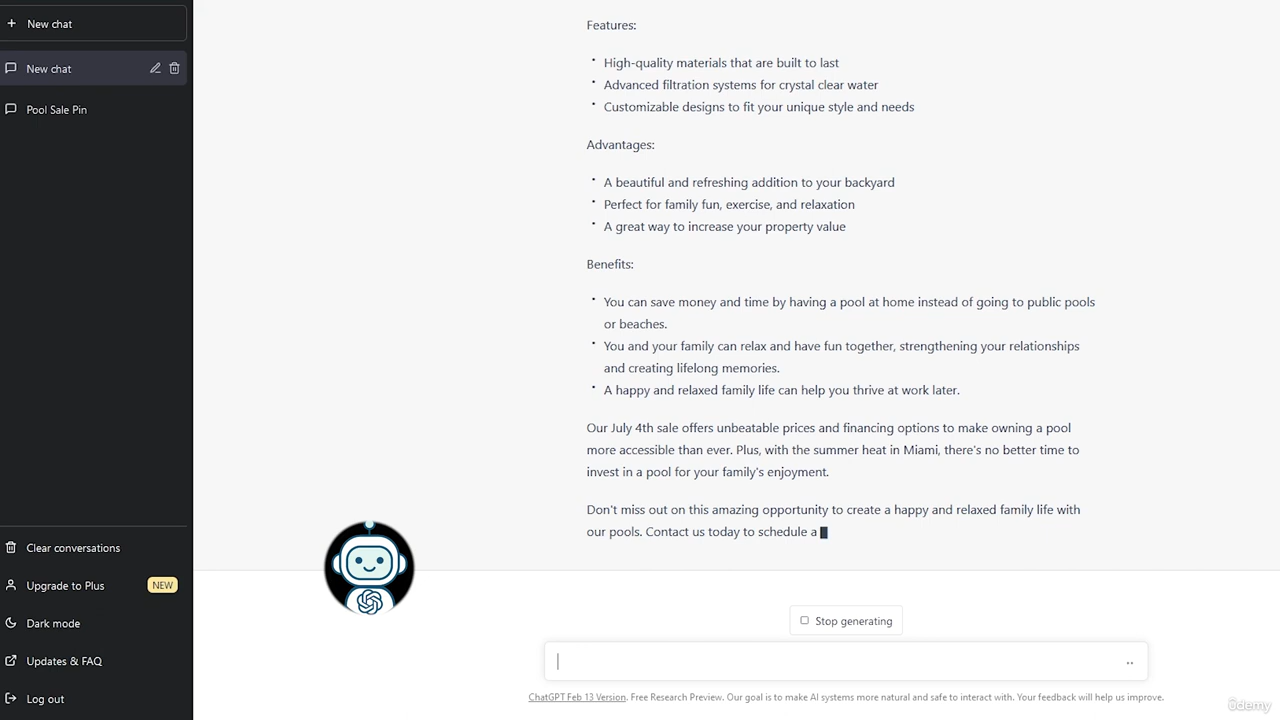 New chat
New chat
Pool Sale Pin
Features:
• High-quality materials that are built to last
• Advanced filtration systems for crystal clear water
• Customizable designs to fit your unique style and needs
Advantages:
• A beautiful and refreshing addition to your backyard
• Perfect for family fun, exercise, and relaxation
• A great way to increase your property value
Benefits:
• You can save money and time by having a pool at home instead of going to public pools
or beaches.
• You and your family can relax and have fun together, strengthening your relationships
and creating lifelong memories.
• A happy and relaxed family life can help you thrive at work later.
Our July 4th sale offers unbeatable prices and financing options to make owning a pool
more accessible than ever. Plus, with the summer heat in Miami, there's no better time to
invest in a pool for your family's enjoyment.
Don't miss out on this amazing opportunity to create a happy and relaxed family life with
our pools. Contact us today to schedule a
Clear conversations
Upgrade to Plus NEW
Dark mode
Updates & FAQ
Log out
Stop generating
ChatGPT Feb 13 Version. Free Research Preview. Our goal is to make AI systems more natural and safe to interact with. Your feedback will help us improve.
ûdemy